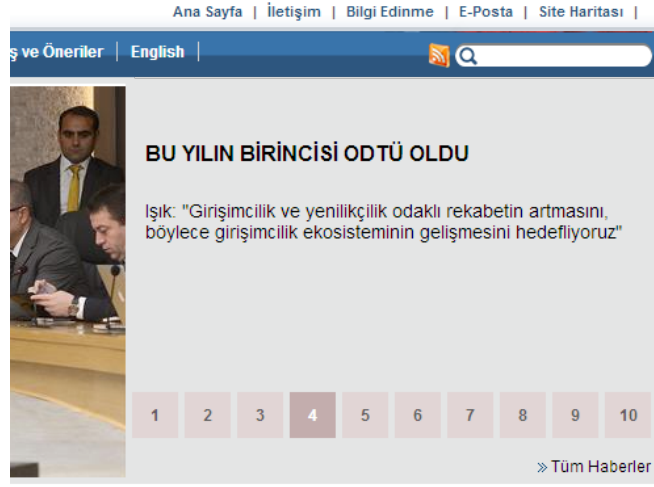 Ana Sayfa | İletişim | Bilgi Edinme | E-Posta | Site Haritası |
ş ve Öneriler | English |
BU YILIN BİRİNCİSİ ODTÜ OLDU
Işık: "Girişimcilik ve yenilikçilik odaklı rekabetin artmasını,
böylece girişimcilik ekosisteminin gelişmesini hedefliyoruz"
1 2 3 4 5 6 7 8 9 10
» Tüm Haberler